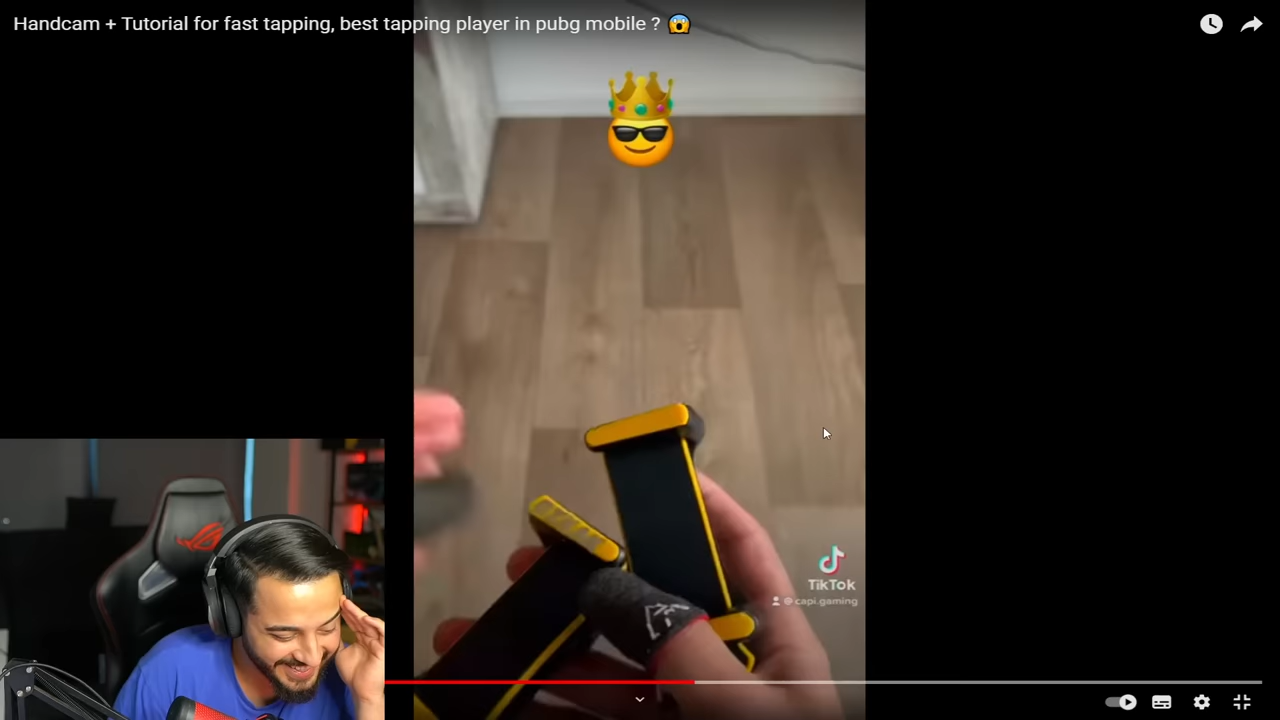 Handcam + Tutorial for fast tapping, best tapping player in pubg mobile ? 😱
TikTok
@capi.gaming